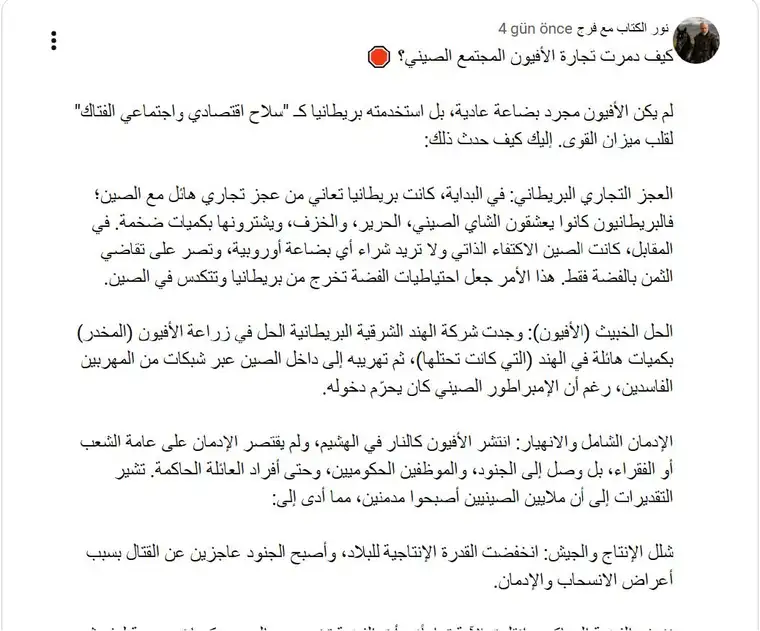 نور الكتاب مع فرج 4 gün önce
كيف دمرت تجارة الأفيون المجتمع الصيني؟
لم يكن الأفيون مجرد بضاعة عادية، بل استخدمته بريطانيا كـ "سلاح اقتصادي واجتماعي الفتاك"
لقلب ميزان القوى. إليك كيف حدث ذلك:
العجز التجاري البريطاني: في البداية، كانت بريطانيا تعاني من عجز تجاري هائل مع الصين؛
فالبريطانيون كانوا يعشقون الشاي الصيني، الحرير، والخزف، ويشترونها بكميات ضخمة. في
المقابل، كانت الصين الاكتفاء الذاتي ولا تريد شراء أي بضاعة أوروبية، وتصر على تقاضي
الثمن بالفضة فقط. هذا الأمر جعل احتياطيات الفضة تخرج من بريطانيا وتتكدس في الصين.
الحل الخبيث (الأفيون): وجدت شركة الهند الشرقية البريطانية الحل في زراعة الأفيون (المخدر)
بكميات هائلة في الهند (التي كانت تحتلها)، ثم تهريبه إلى داخل الصين عبر شبكات من المهربين
الفاسدين، رغم أن الإمبراطور الصيني كان يحرّم دخوله.
الإدمان الشامل والانهيار: انتشر الأفيون كالنار في الهشيم، ولم يقتصر الإدمان على عامة الشعب
أو الفقراء، بل وصل إلى الجنود، والموظفين الحكوميين، وحتى أفراد العائلة الحاكمة. تشير
التقديرات إلى أن ملايين الصينيين أصبحوا مدمنين، مما أدى إلى:
شلل الإنتاج والجيش: انخفضت القدرة الإنتاجية للبلاد، وأصبح الجنود عاجزين عن القتال بسبب
أعراض الانسحاب والإدمان.